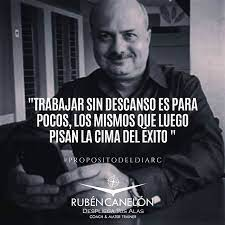 "TRABAJAR SIN DESCANSO ES PARA
POCOS, LOS MISMOS QUE LUEGO
PISAN LA CIMA DEL ÉXITO "
#PROPOSITODELDIARC
RUBÉN CANELÓN
DESPLIEGA TUS ALAS
COACH & MASTER TRAINER